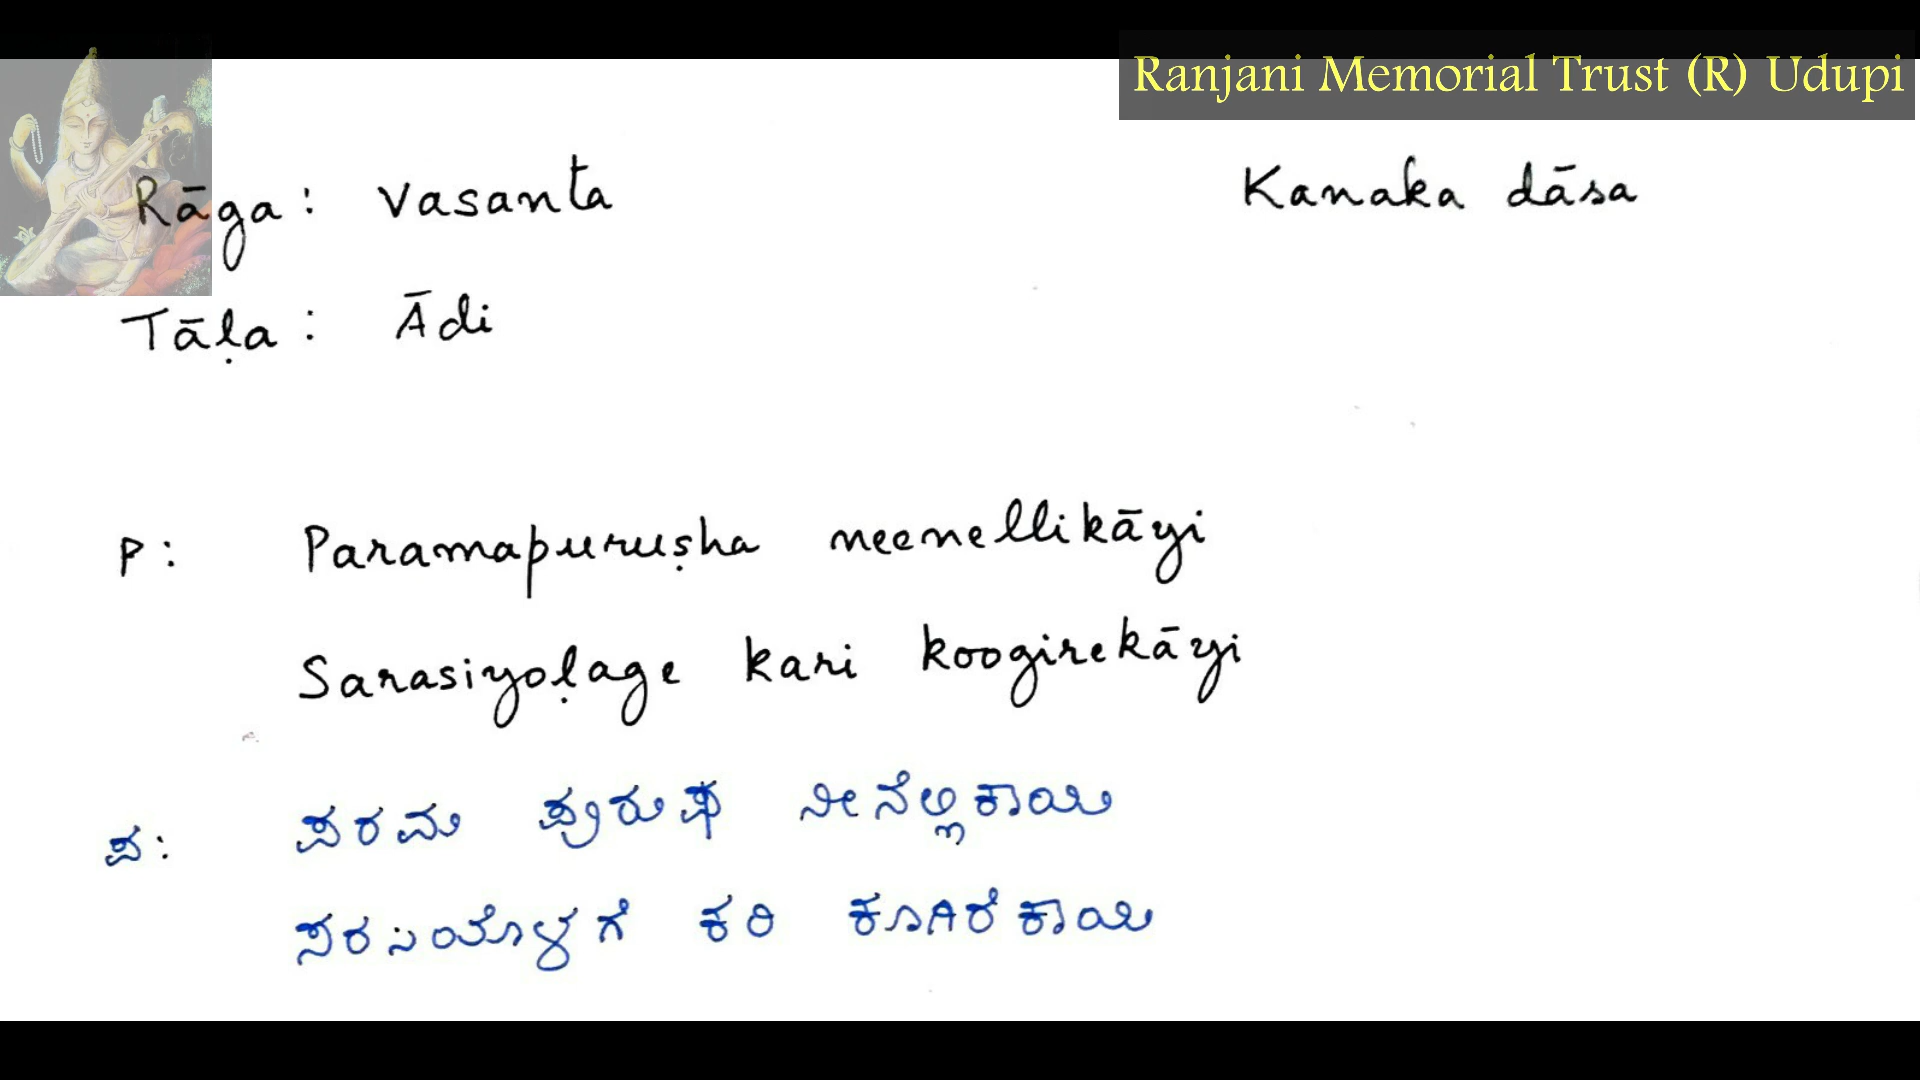 Ranjani Memorial Trust (R) Udupi
Rāga : Vasanta Kanaka dāsa
Tāḷa : Ādi
P : Paramapuruṣha neenellikāyi
Sarasiyoḷage kari koogirekāyi
ಪ : ಪರಮ ಪುರುಷ ನೀನೆಲ್ಲಿಕಾಯಿ
ಸರಸಿಯೊಳಗೆ ಕರಿ ಕೂಗಿರೆಕಾಯಿ